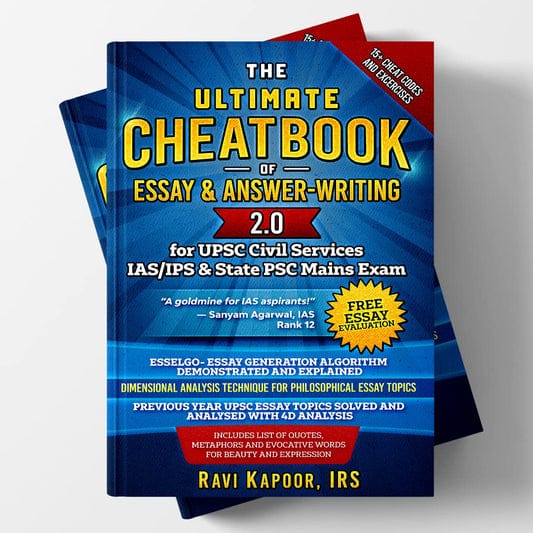 15+ CHEAT CODES
AND EXCERCISES
THE
ULTIMATE
CHEATBOOK
OF
ESSAY & ANSWER-WRITING
2.0
for UPSC Civil Services
IAS/IPS & State PSC Mains Exam
"A goldmine for IAS aspirants!"
— Sanyam Agarwal, IAS
Rank 12
FREE
ESSAY
EVALUATION
ESSELGO- ESSAY GENERATION ALGORITHM
DEMONSTRATED AND EXPLAINED
DIMENSIONAL ANALYSIS TECHNIQUE FOR PHILOSOPHICAL ESSAY TOPICS
PREVIOUS YEAR UPSC ESSAY TOPICS SOLVED AND
ANALYSED WITH 4D ANALYSIS
INCLUDES LIST OF QUOTES,
METAPHORS AND EVOCATIVE WORDS
FOR BEAUTY AND EXPRESSION
RAVI KAPOOR, IRS